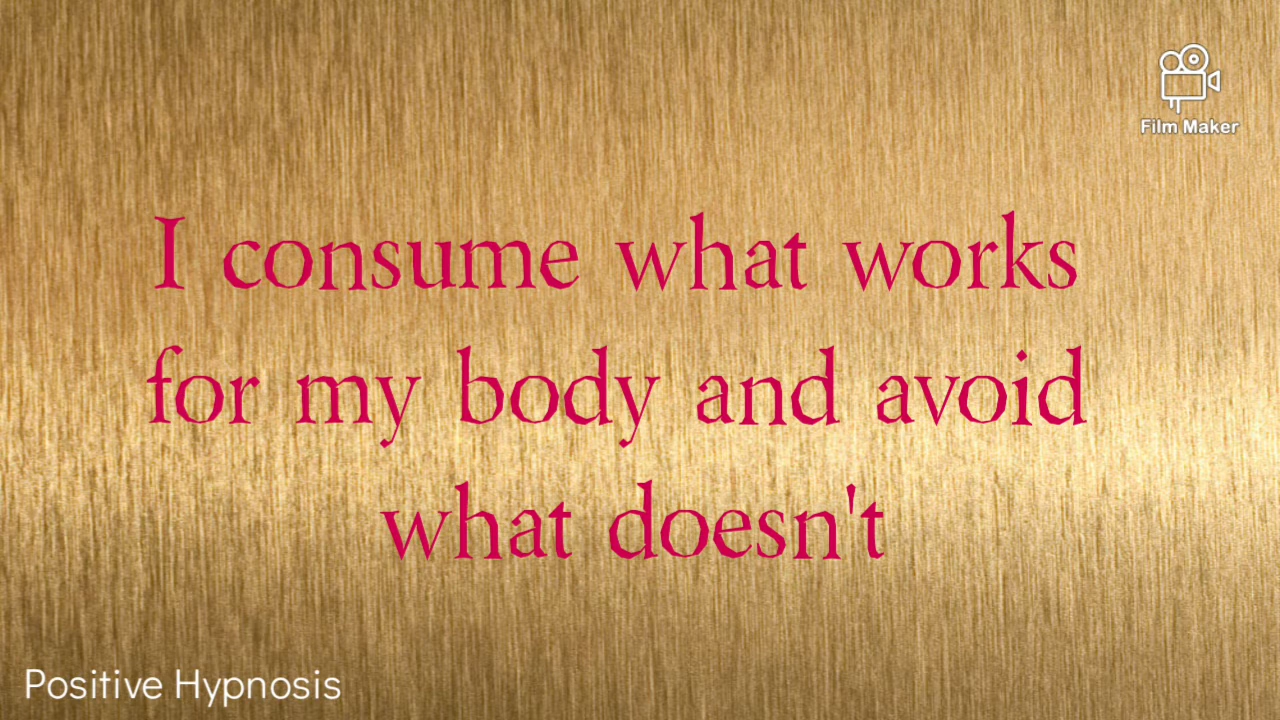 Film Maker
I consume what works
for my body and avoid
what doesn't
Positive Hypnosis